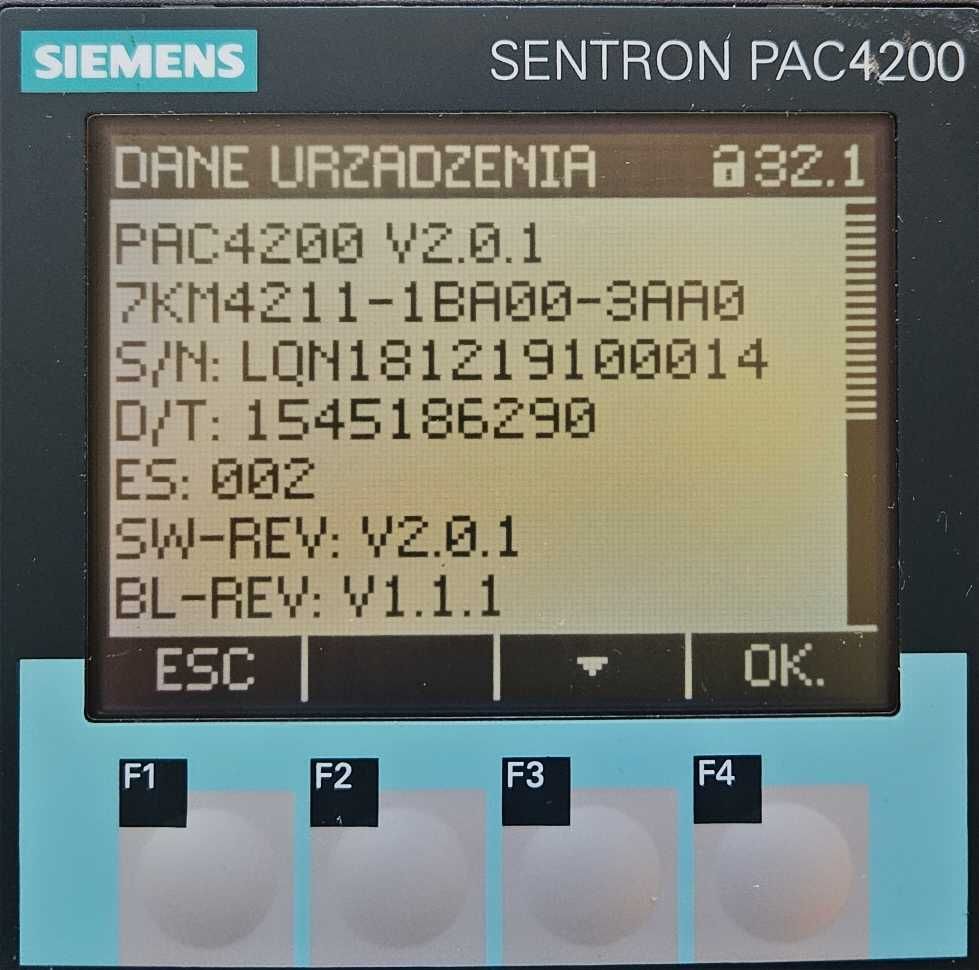 SIEMENS SENTRON PAC4200
DANE URZADZENIA 32.1
PAC4200 V2.0.1
7KM4211-1BA00-3AA0
S/N: LQN181219100014
D/T: 1545186290
ES: 002
SW-REV: V2.0.1
BL-REV: V1.1.1
ESC OK.
F1 F2 F3 F4